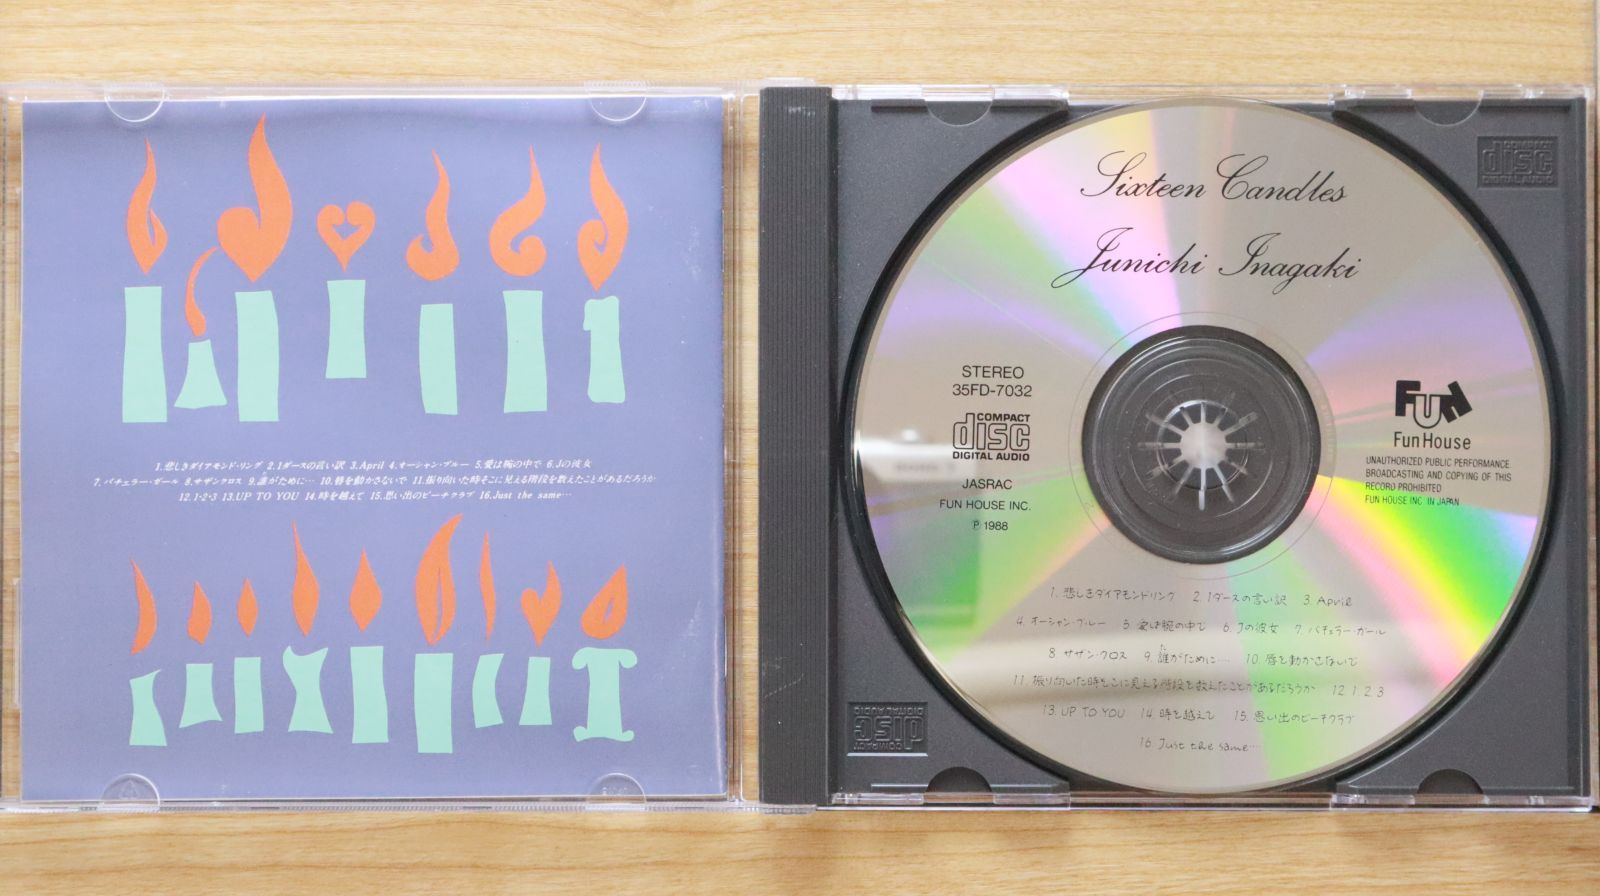 1.悲しきダイアモンド・リング 2.1ダースの言い訳 3.April 4.オーシャン・ブルー 5.愛は腕の中で 6.Jの彼女
7.バチェラー・ガール 8.サザンクロス 9.誰がために… 10.唇を動かさないで 11.振り向いた時そこに見える階段を数えたことがあるだろうか
12.1・2・3 13.UP TO YOU 14.時を越えて 15.思い出のビーチクラブ 16.Just the same…
Sixteen Candles
Junichi Inagaki
STEREO
35FD-7032
COMPACT
disc
DIGITAL AUDIO
JASRAC
FUN HOUSE INC.
Ⓟ1988
FUN
Fun House
UNAUTHORIZED PUBLIC PERFORMANCE.
BROADCASTING AND COPYING OF THIS
RECORD PROHIBITED
FUN HOUSE INC. IN JAPAN
1. 悲しきダイアモンドリング 2. 1ダースの言い訳 3. April
4. オーシャン・ブルー 5. 愛は腕の中で 6. Jの彼女 7. バチェラー・ガール
8. サザン・クロス 9. 誰がために…. 10. 唇を動かさないで
11. 振り向いた時そこに見える階段を数えたことがあるだろうか 12. 1 2 3
13. UP TO YOU 14. 時を越えて 15. 思い出のビーチクラブ
16. Just the same…
COMPACT
disc
DIGITAL AUDIO
COMPACT
disc
DIGITAL AUDIO